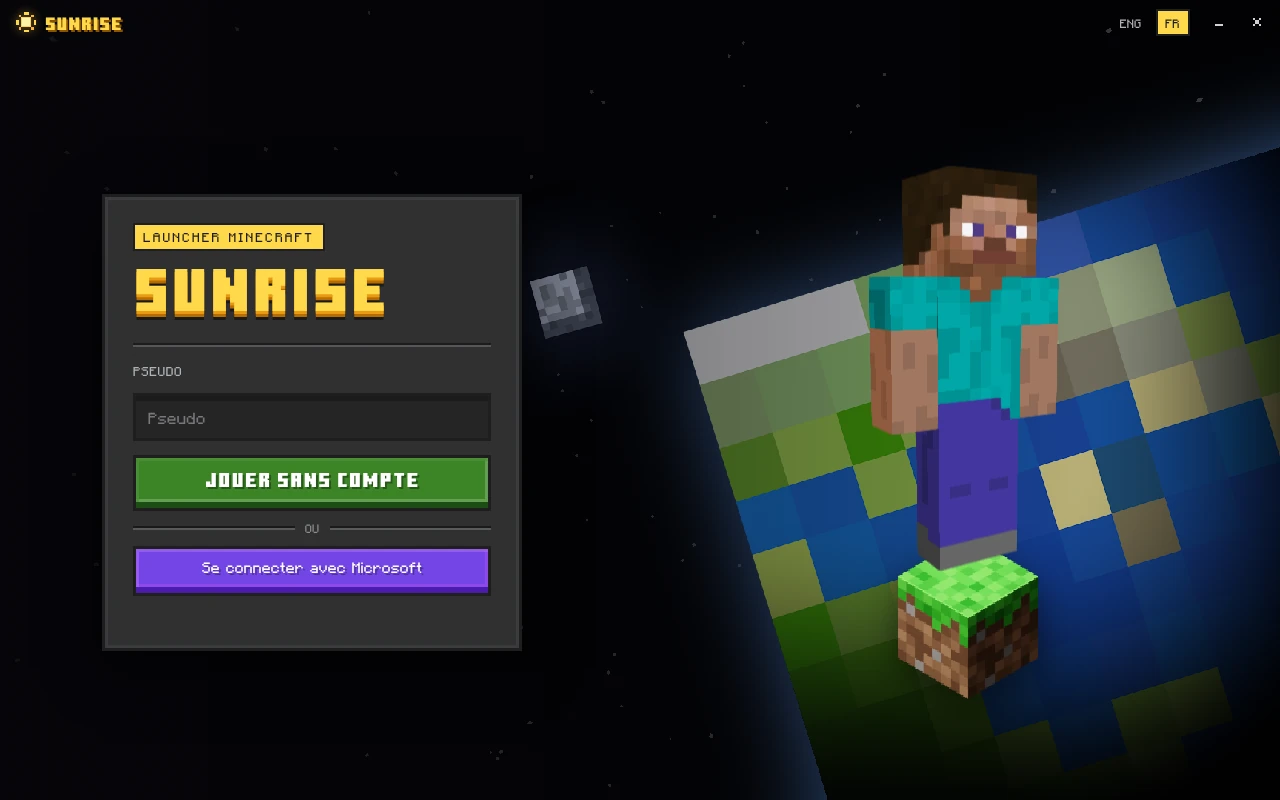 SUNRISE
ENG FR
LAUNCHER MINECRAFT
SUNRISE
PSEUDO
Pseudo
JOUER SANS COMPTE
OU
Se connecter avec Microsoft